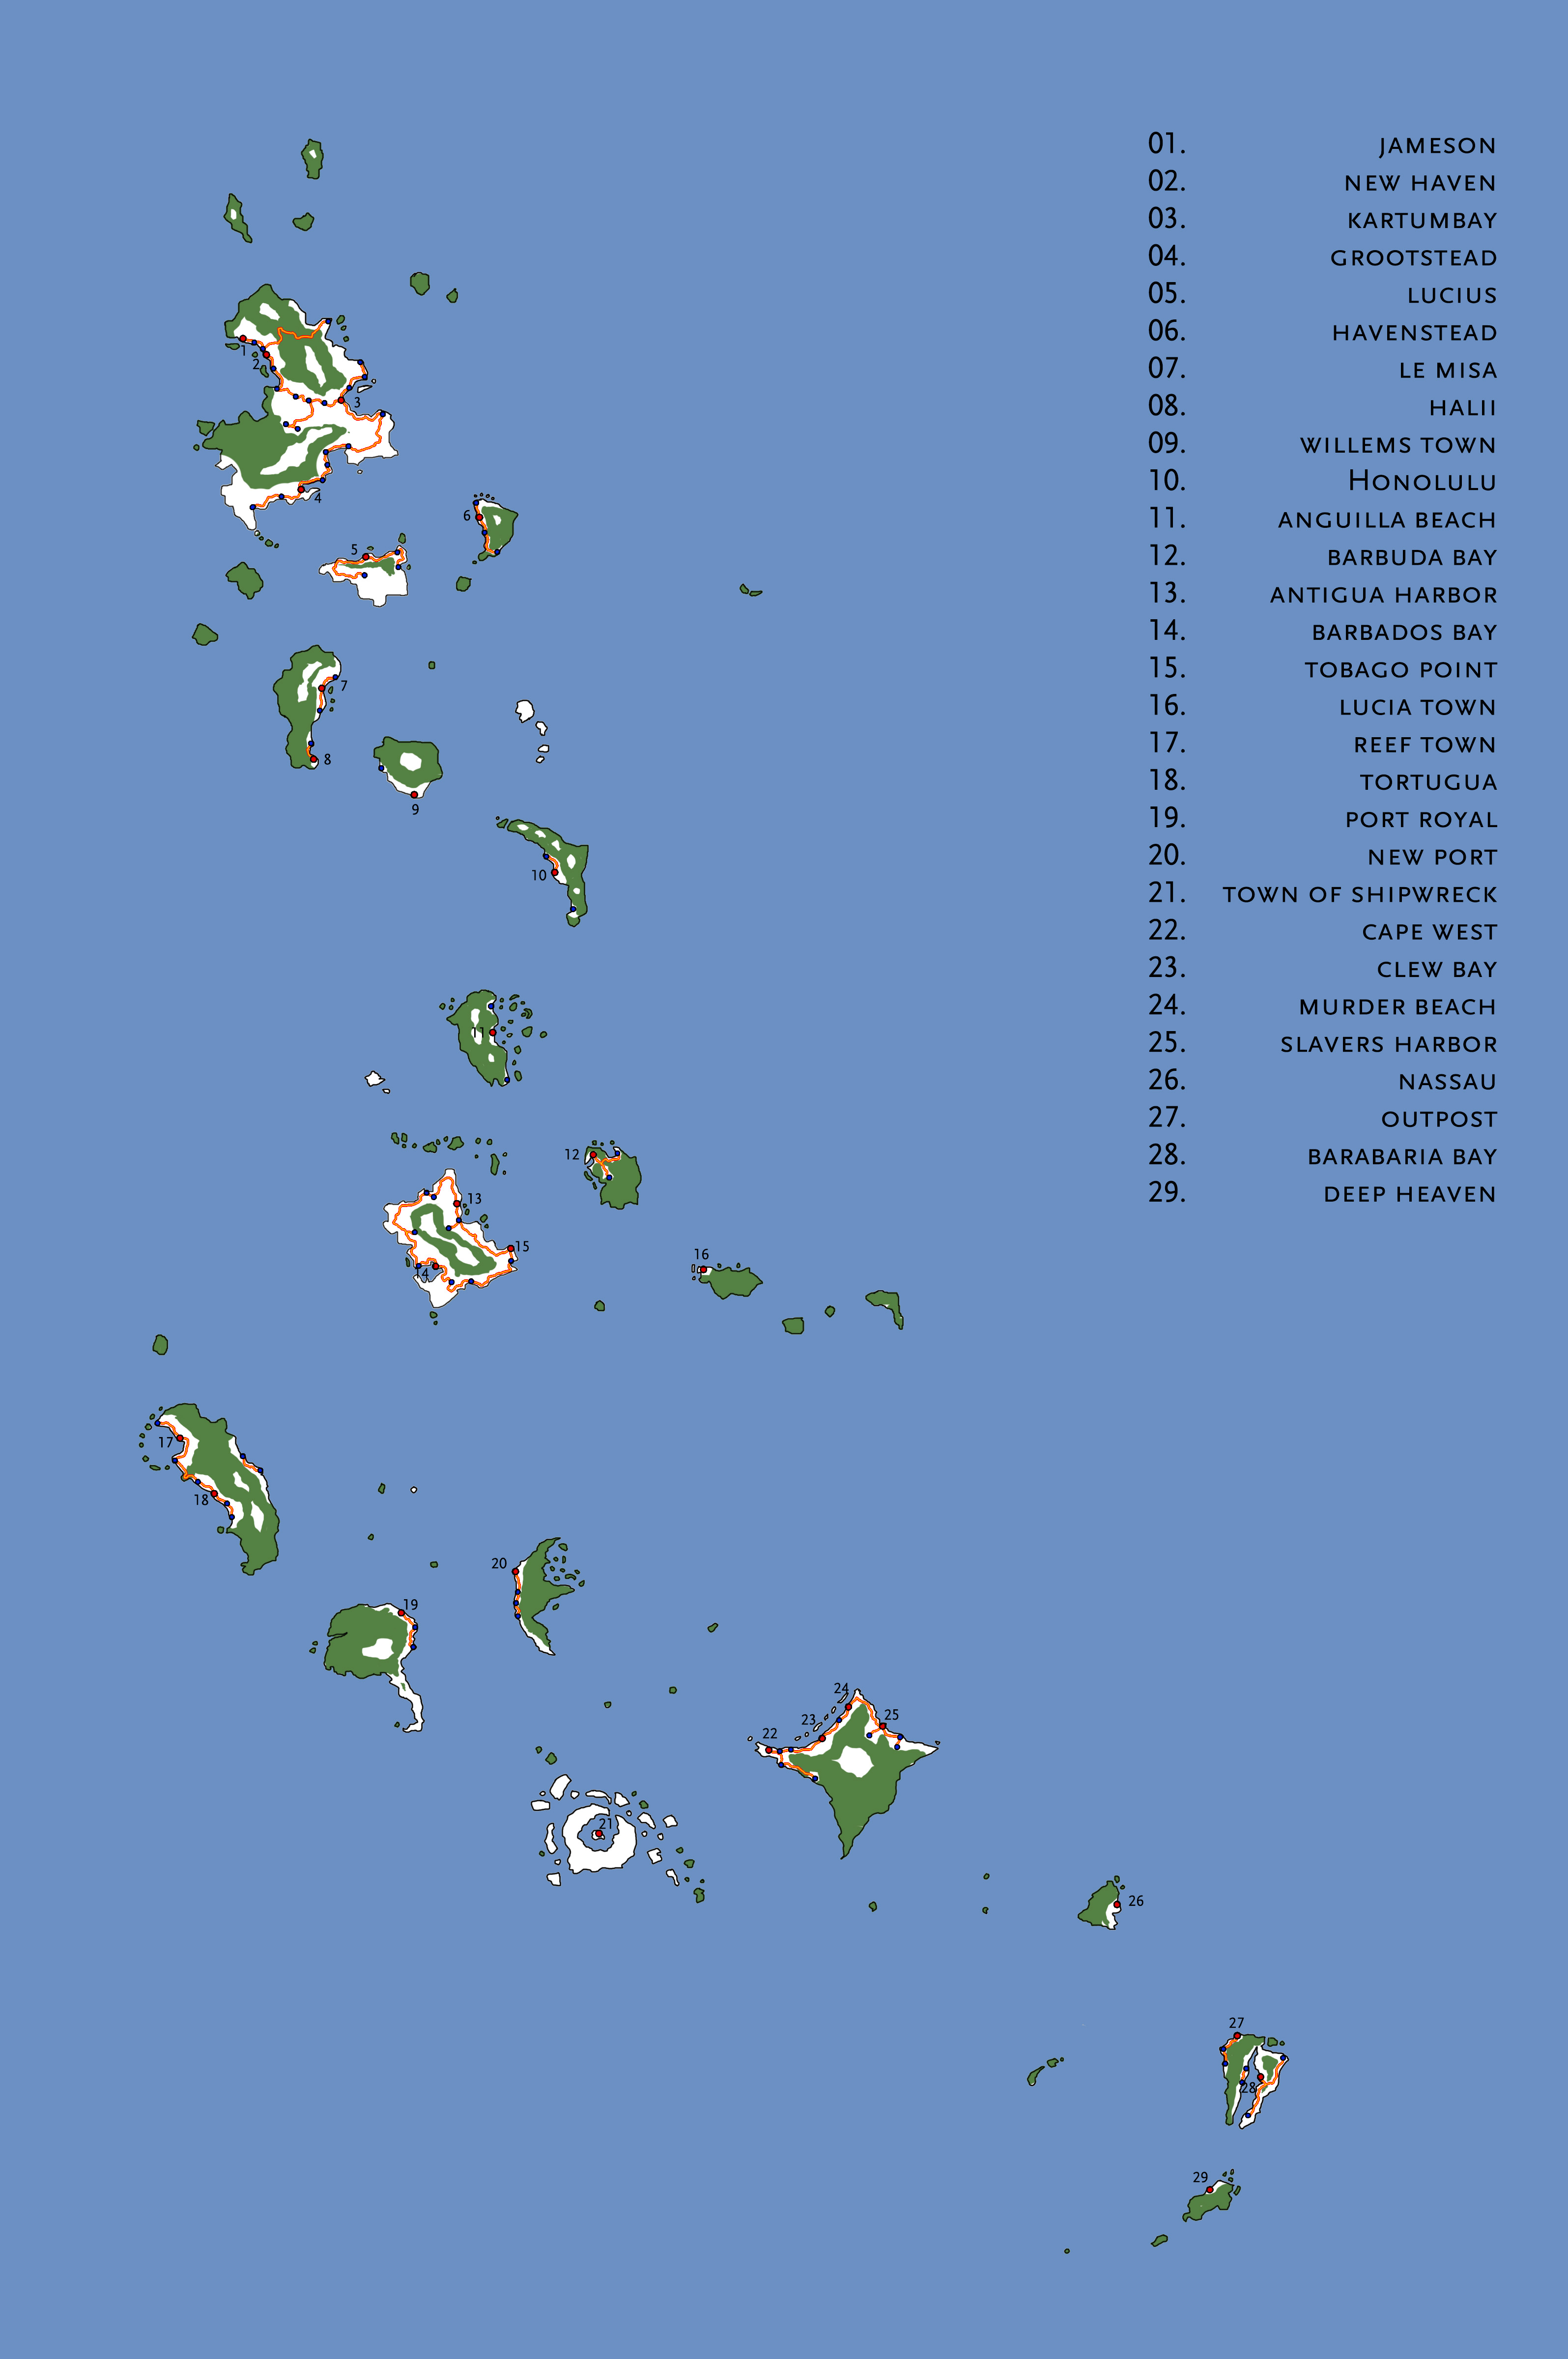 01. JAMESON
02. NEW HAVEN
03. KARTUMBAY
04. GROOTSTEAD
05. LUCIUS
06. HAVENSTEAD
07. LE MISA
08. HALII
09. WILLEMS TOWN
10. HONOLULU
11. ANGUILLA BEACH
12. BARBUDA BAY
13. ANTIGUA HARBOR
14. BARBADOS BAY
15. TOBAGO POINT
16. LUCIA TOWN
17. REEF TOWN
18. TORTUGUA
19. PORT ROYAL
20. NEW PORT
21. TOWN OF SHIPWRECK
22. CAPE WEST
23. CLEW BAY
24. MURDER BEACH
25. SLAVERS HARBOR
26. NASSAU
27. OUTPOST
28. BARABARIA BAY
29. DEEP HEAVEN
1
2
3
4
5
6
7
8
9
10
11
12
13
14
15
16
17
18
19
20
21
22
23
24
25
26
27
28
29